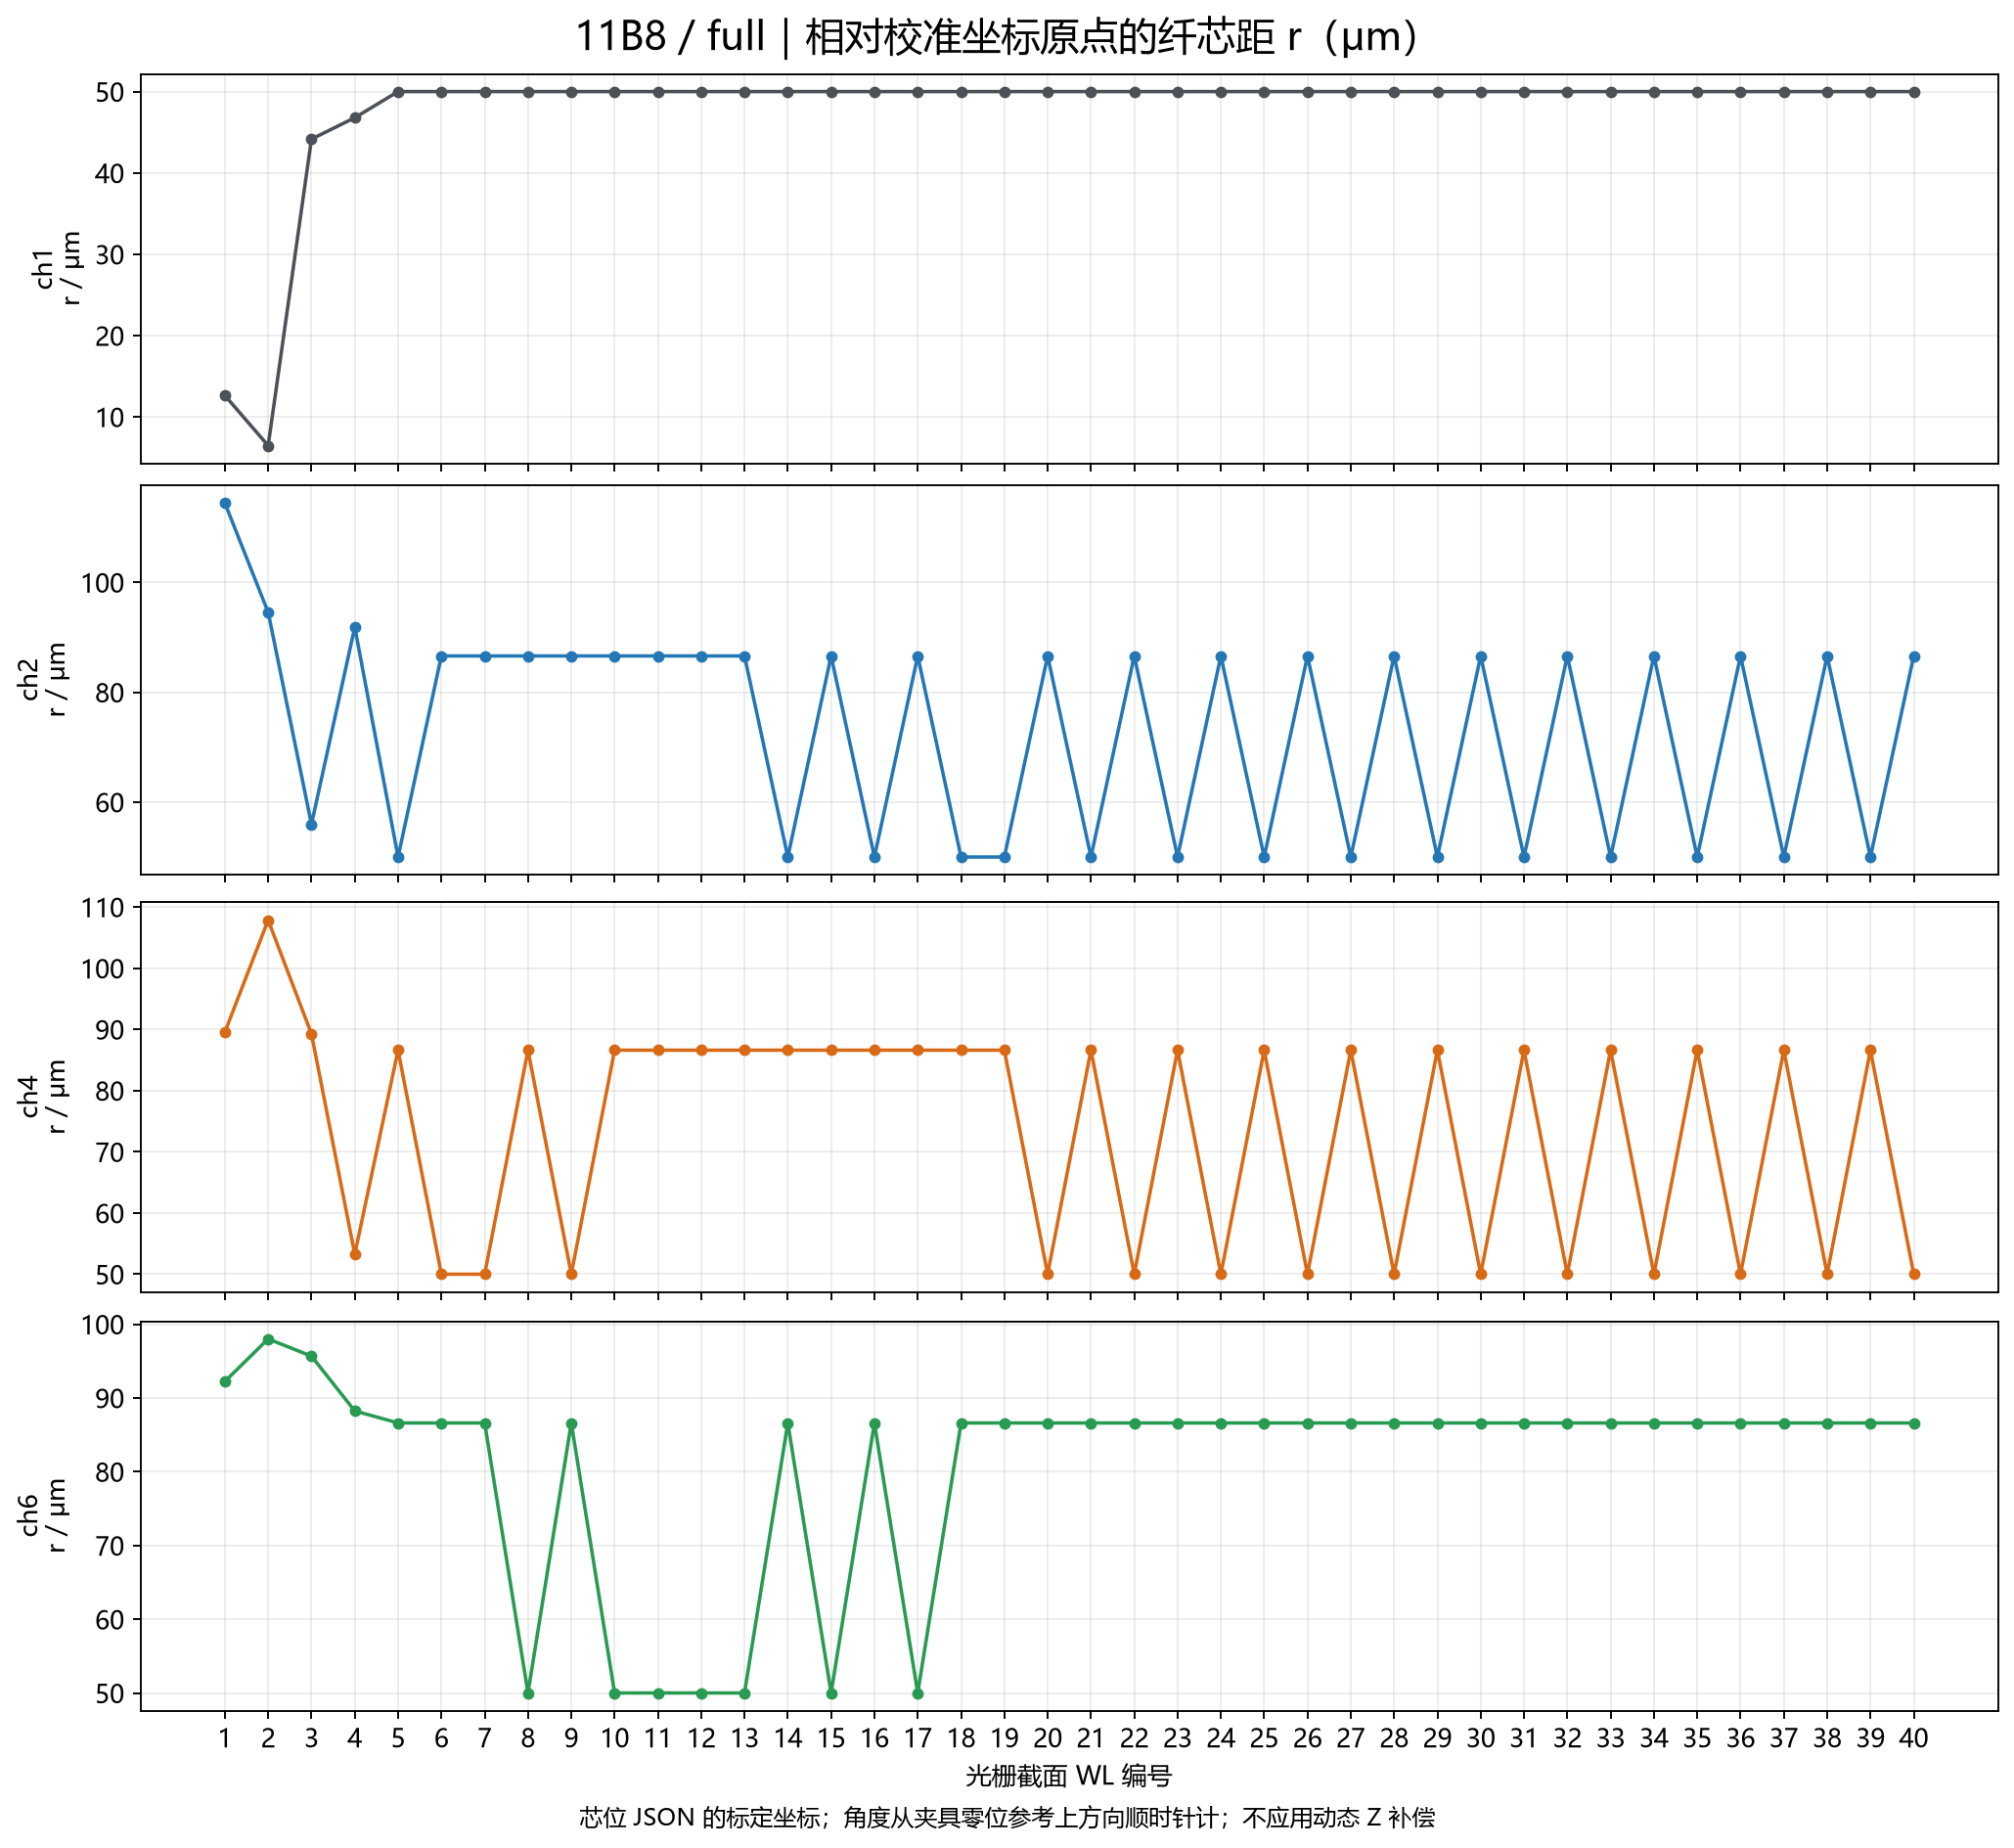 11B8 / full | 相对校准坐标原点的纤芯距 r（μm）
50
40
30
20
10
ch1
r / μm
100
80
60
ch2
r / μm
110
100
90
80
70
60
50
ch4
r / μm
100
90
80
70
60
50
ch6
r / μm
1 2 3 4 5 6 7 8 9 10 11 12 13 14 15 16 17 18 19 20 21 22 23 24 25 26 27 28 29 30 31 32 33 34 35 36 37 38 39 40
光栅截面 WL 编号
芯位 JSON 的标定坐标；角度从夹具零位参考上方向顺时针计；不应用动态 Z 补偿